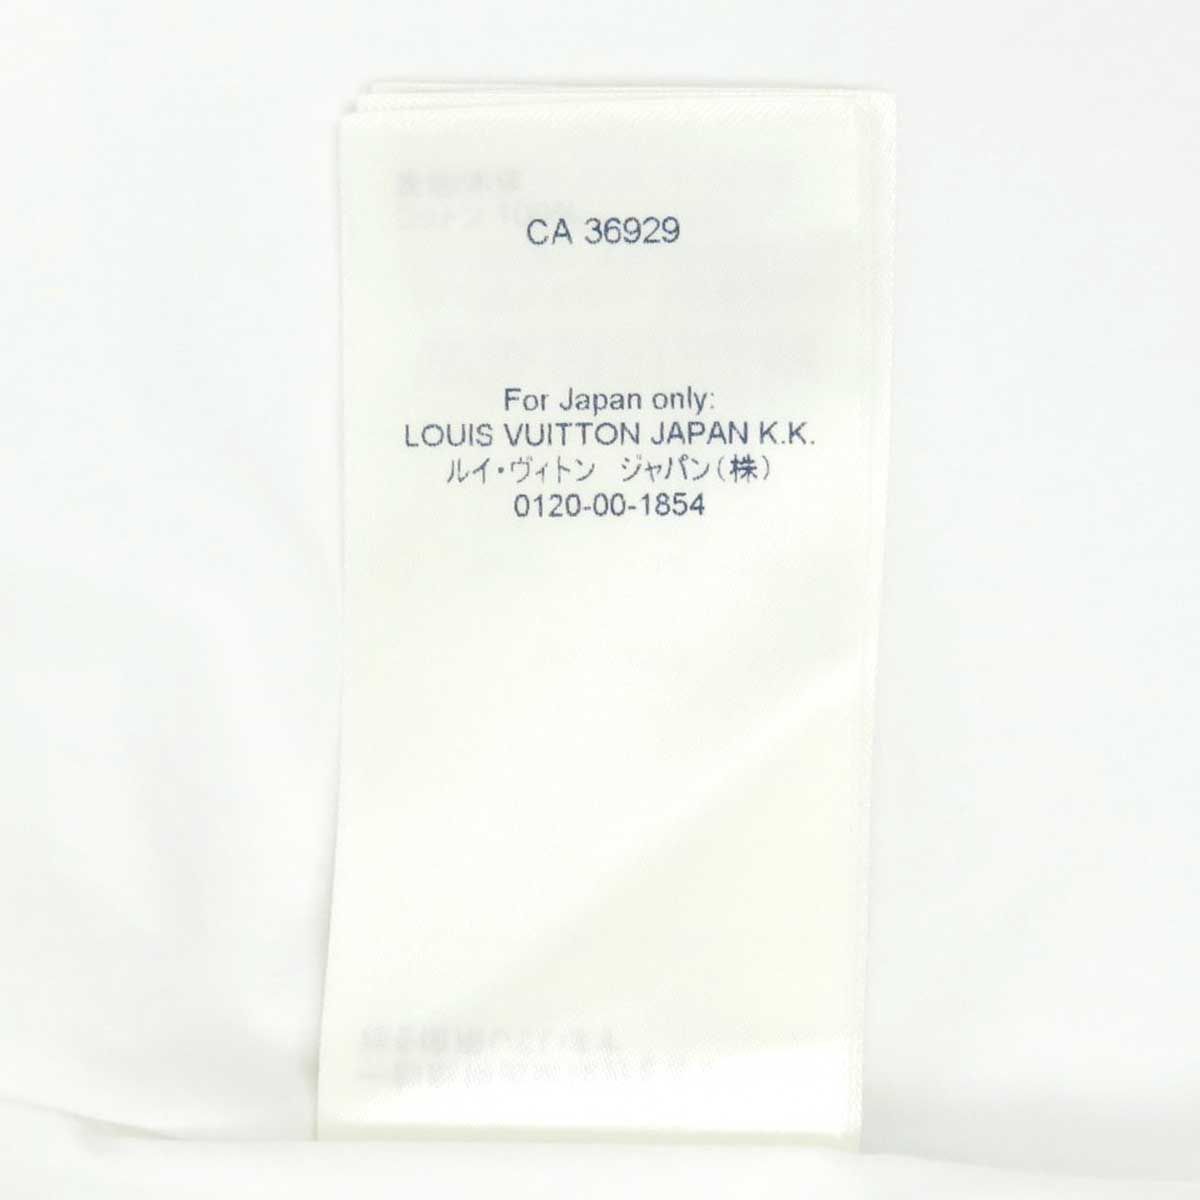 CA 36929
For Japan only:
LOUIS VUITTON JAPAN K.K.
ルイ・ヴィトン ジャパン(株)
0120-00-1854